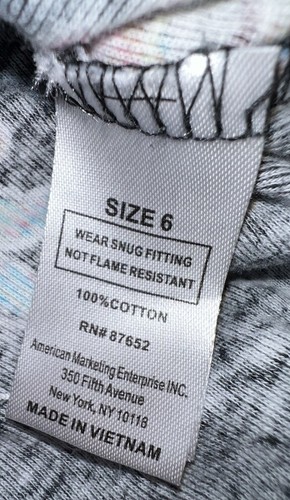 SIZE 6
WEAR SNUG FITTING
NOT FLAME RESISTANT
100%COTTON
RN# 87652
American Marketing Enterprise INC.
350 Fifth Avenue
New York, NY 10118
MADE IN VIETNAM